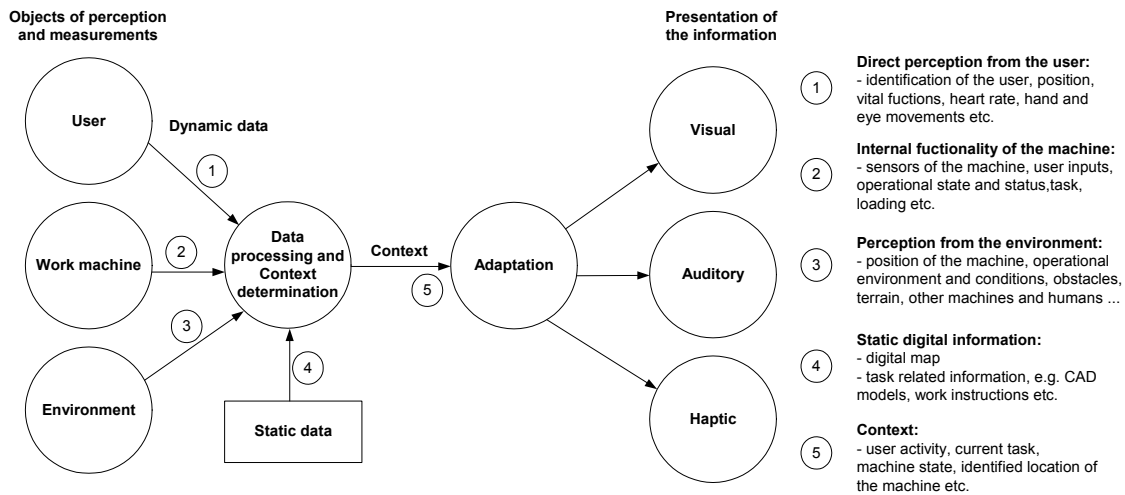 Objects of perception
and measurements
User
Dynamic data
1
Work machine
2
Environment
3
Data
processing and
Context
determination
4
Static data
Context
5
Adaptation
Presentation of
the information
Visual
Auditory
Haptic
1
Direct perception from the user:
- identification of the user, position,
vital fuctions, heart rate, hand and
eye movements etc.
2
Internal fuctionality of the machine:
- sensors of the machine, user inputs,
operational state and status,task,
loading etc.
3
Perception from the environment:
- position of the machine, operational
environment and conditions, obstacles,
terrain, other machines and humans ...
4
Static digital information:
- digital map
- task related information, e.g. CAD
models, work instructions etc.
5
Context:
- user activity, current task,
machine state, identified location of
the machine etc.